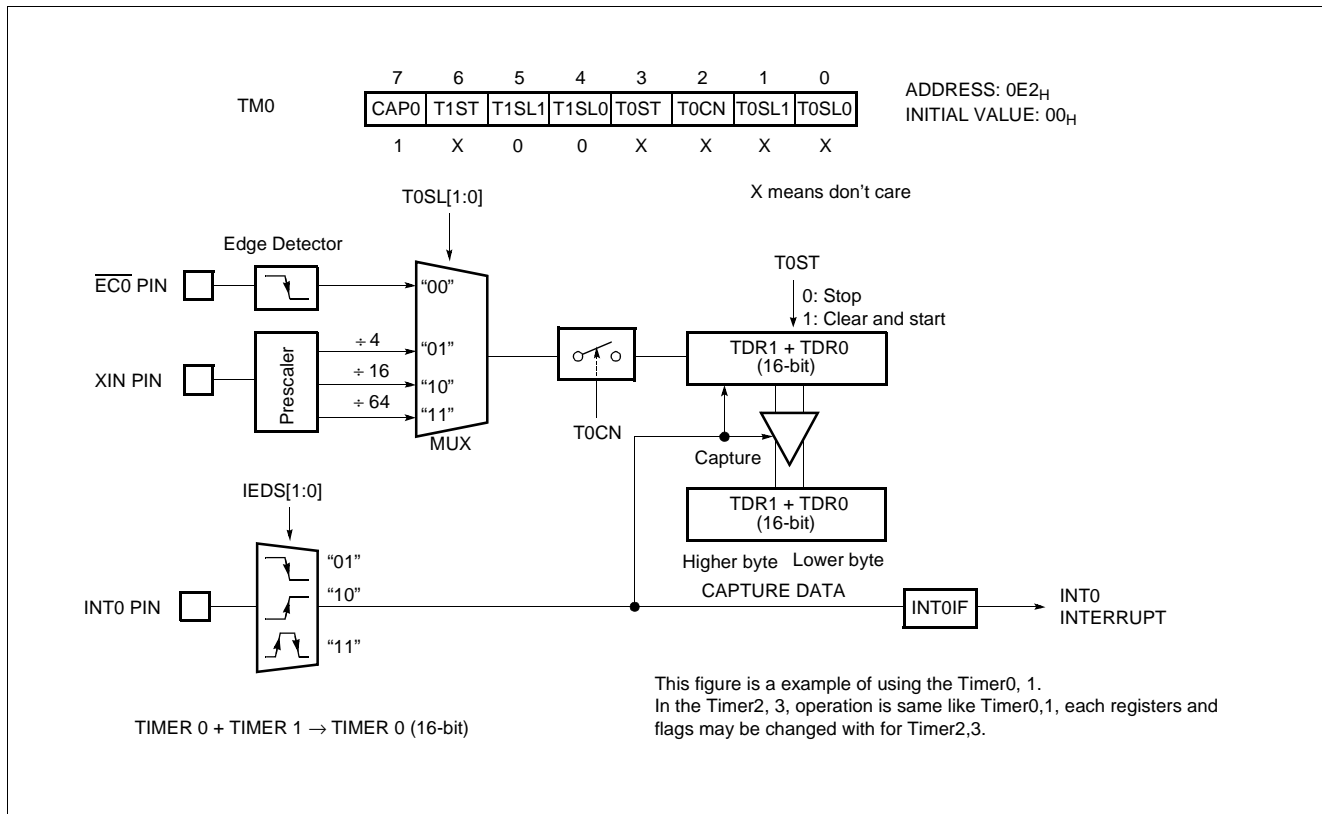 7 6 5 4 3 2 1 0
TM0 CAP0 T1ST T1SL1 T1SL0 T0ST T0CN T0SL1 T0SL0
1 X 0 0 X X X X
ADDRESS: 0E2H
INITIAL VALUE: 00H
X means don't care
T0SL[1:0]
Edge Detector
EC0 PIN
"00"
T0ST
0: Stop
1: Clear and start
XIN PIN
Prescaler
÷ 4
"01"
÷ 16
"10"
÷ 64
"11"
MUX
T0CN
TDR1 + TDR0
(16-bit)
Capture
TDR1 + TDR0
(16-bit)
Higher byte Lower byte
CAPTURE DATA
IEDS[1:0]
INT0 PIN
"01"
"10"
"11"
INT0IF
INT0
INTERRUPT
This figure is a example of using the Timer0, 1.
In the Timer2, 3, operation is same like Timer0,1, each registers and
flags may be changed with for Timer2,3.
TIMER 0 + TIMER 1 → TIMER 0 (16-bit)